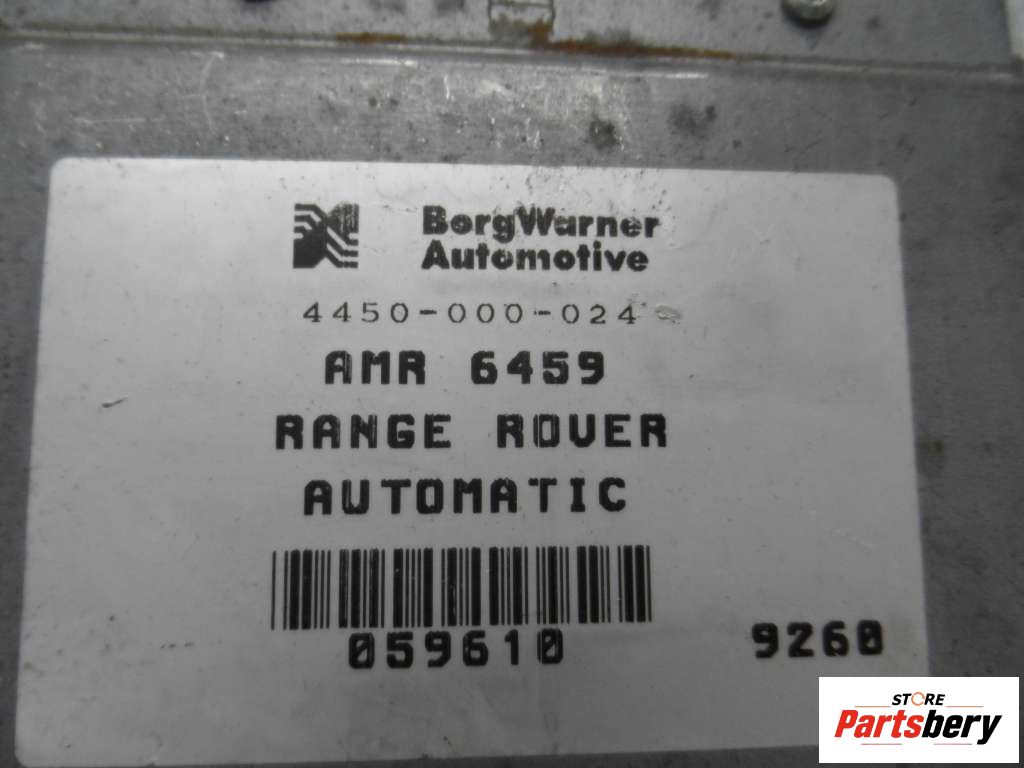 BorgWarner
Automotive
4450-000-024
AMR 6459
RANGE ROVER
AUTOMATIC
059610 9260
STORE
Partsbery